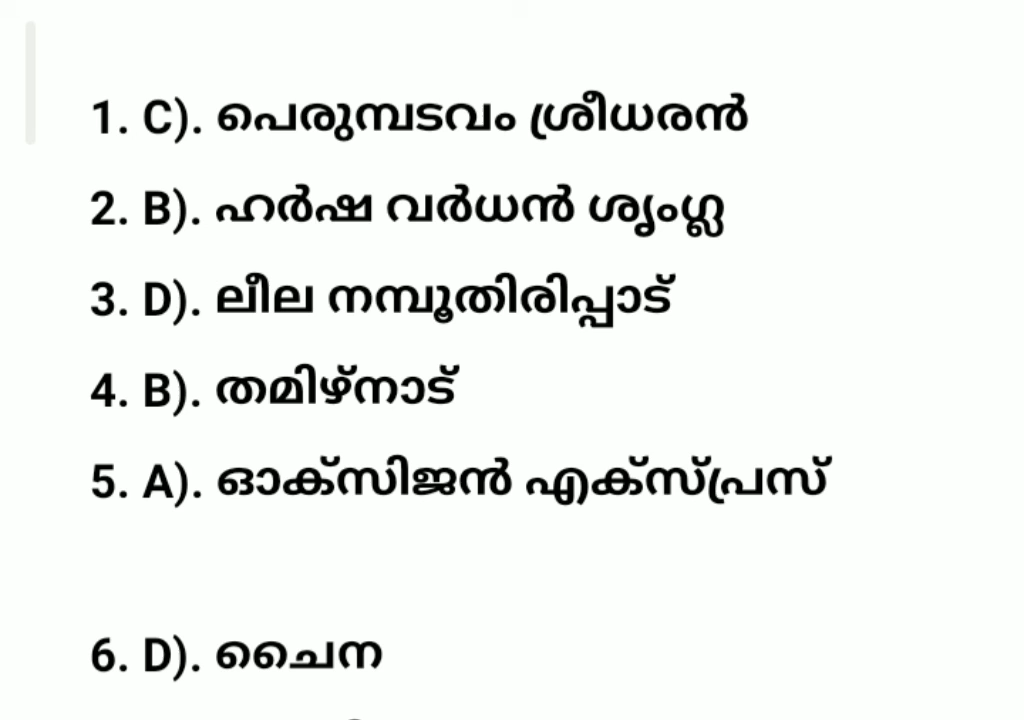 1. C). പെരുമ്പടവം ശ്രീധരൻ
2. B). ഹർഷ വർധൻ ശൃംഗ്ല
3. D). ലീല നമ്പൂതിരിപ്പാട്
4. B). തമിഴ്നാട്
5. A). ഓക്സിജൻ എക്സ്പ്രസ്
6. D). ചൈന